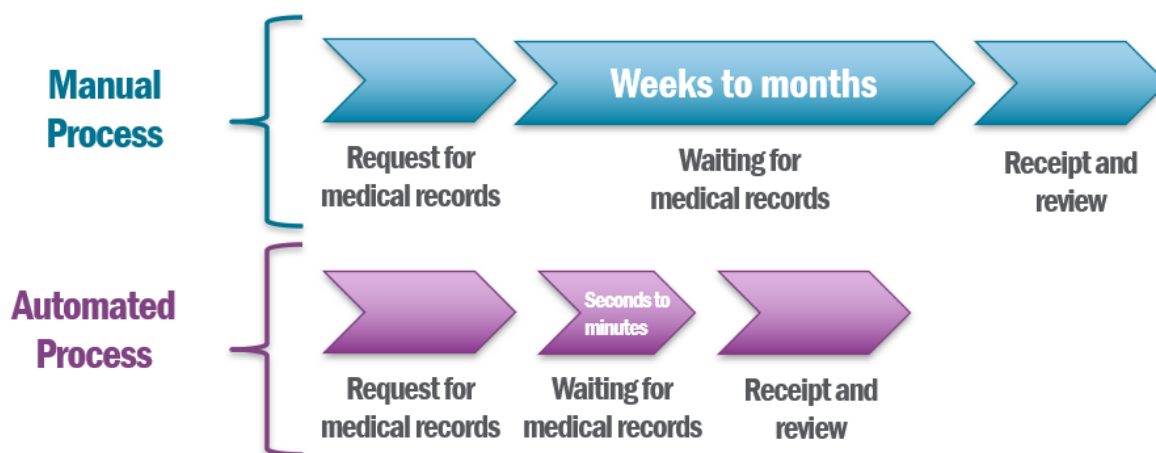 Manual
Process
Weeks to months
Request for
medical records
Waiting for
medical records
Receipt and
review
Automated
Process
Seconds to
minutes
Request for
medical records
Waiting for
medical records
Receipt and
review